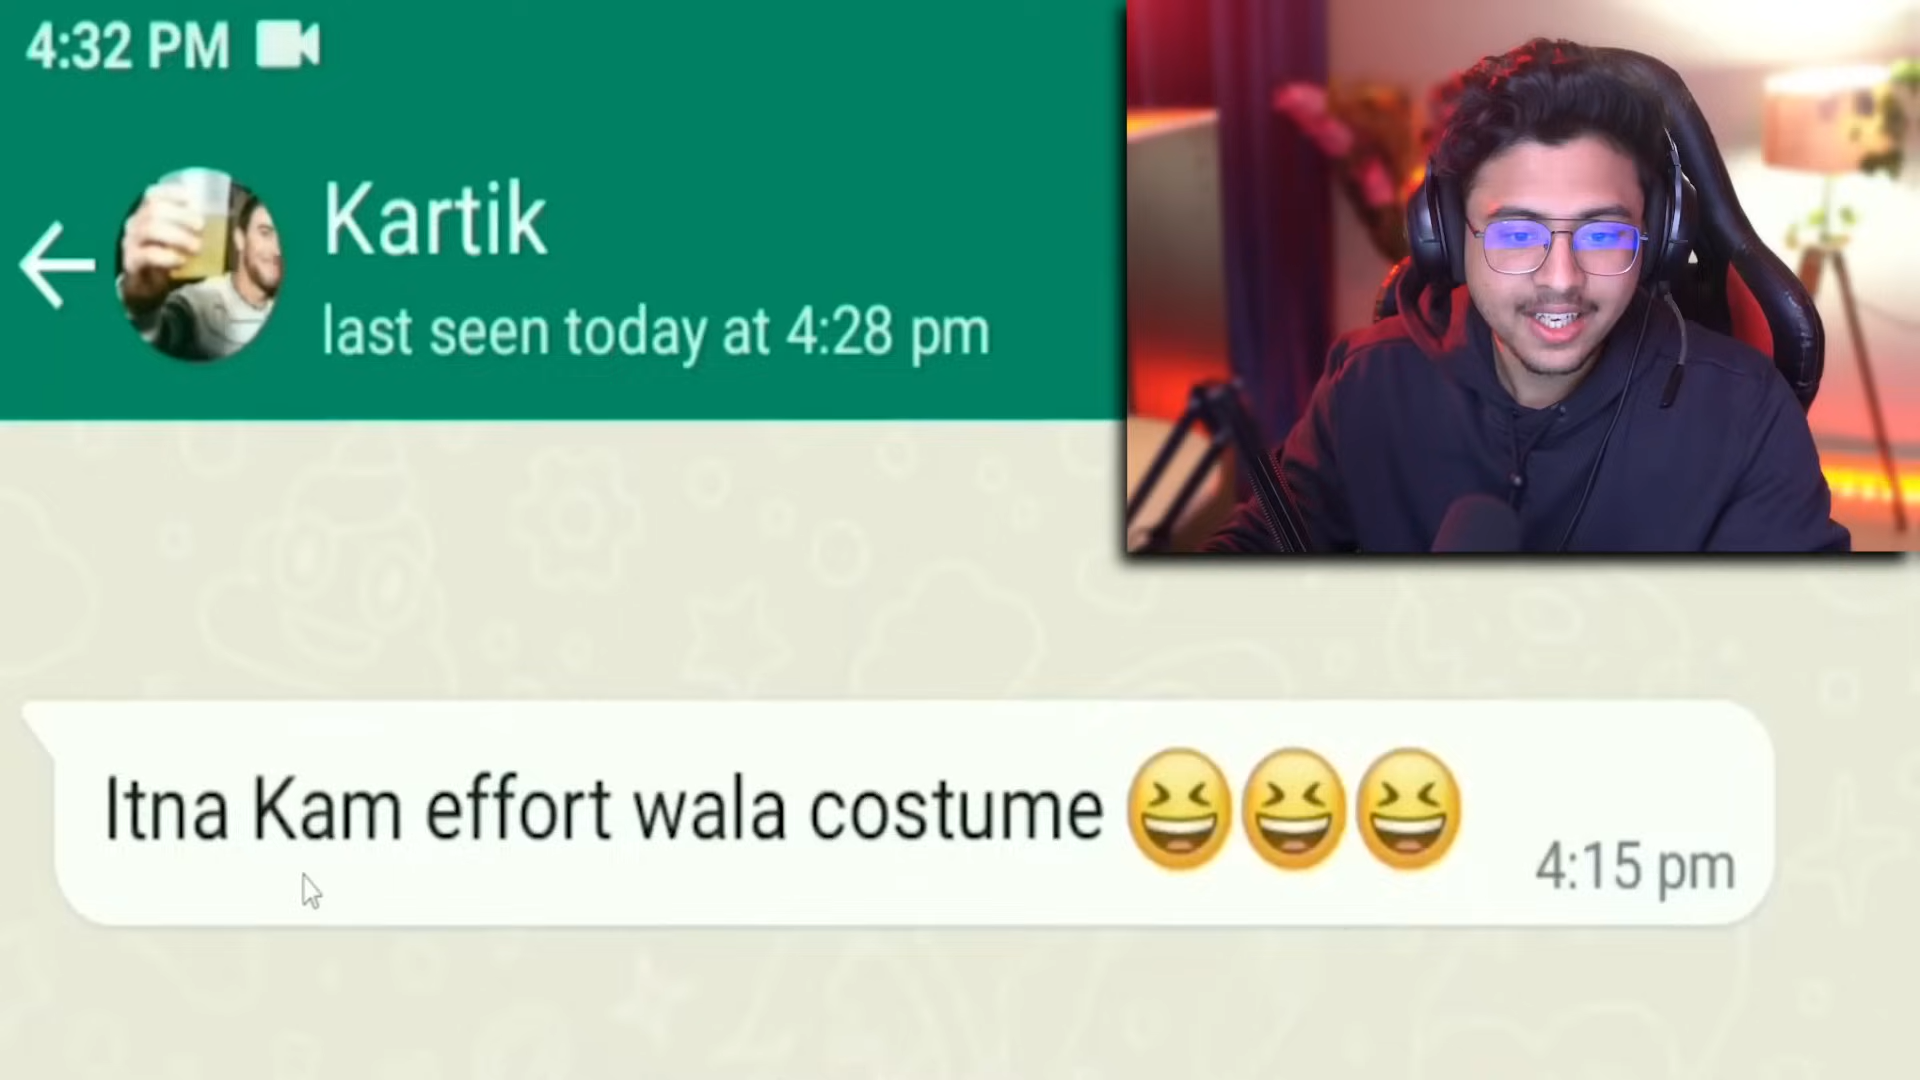 4:32 PM
Kartik
last seen today at 4:28 pm
Itna Kam effort wala costume 😆😆😆
4:15 pm